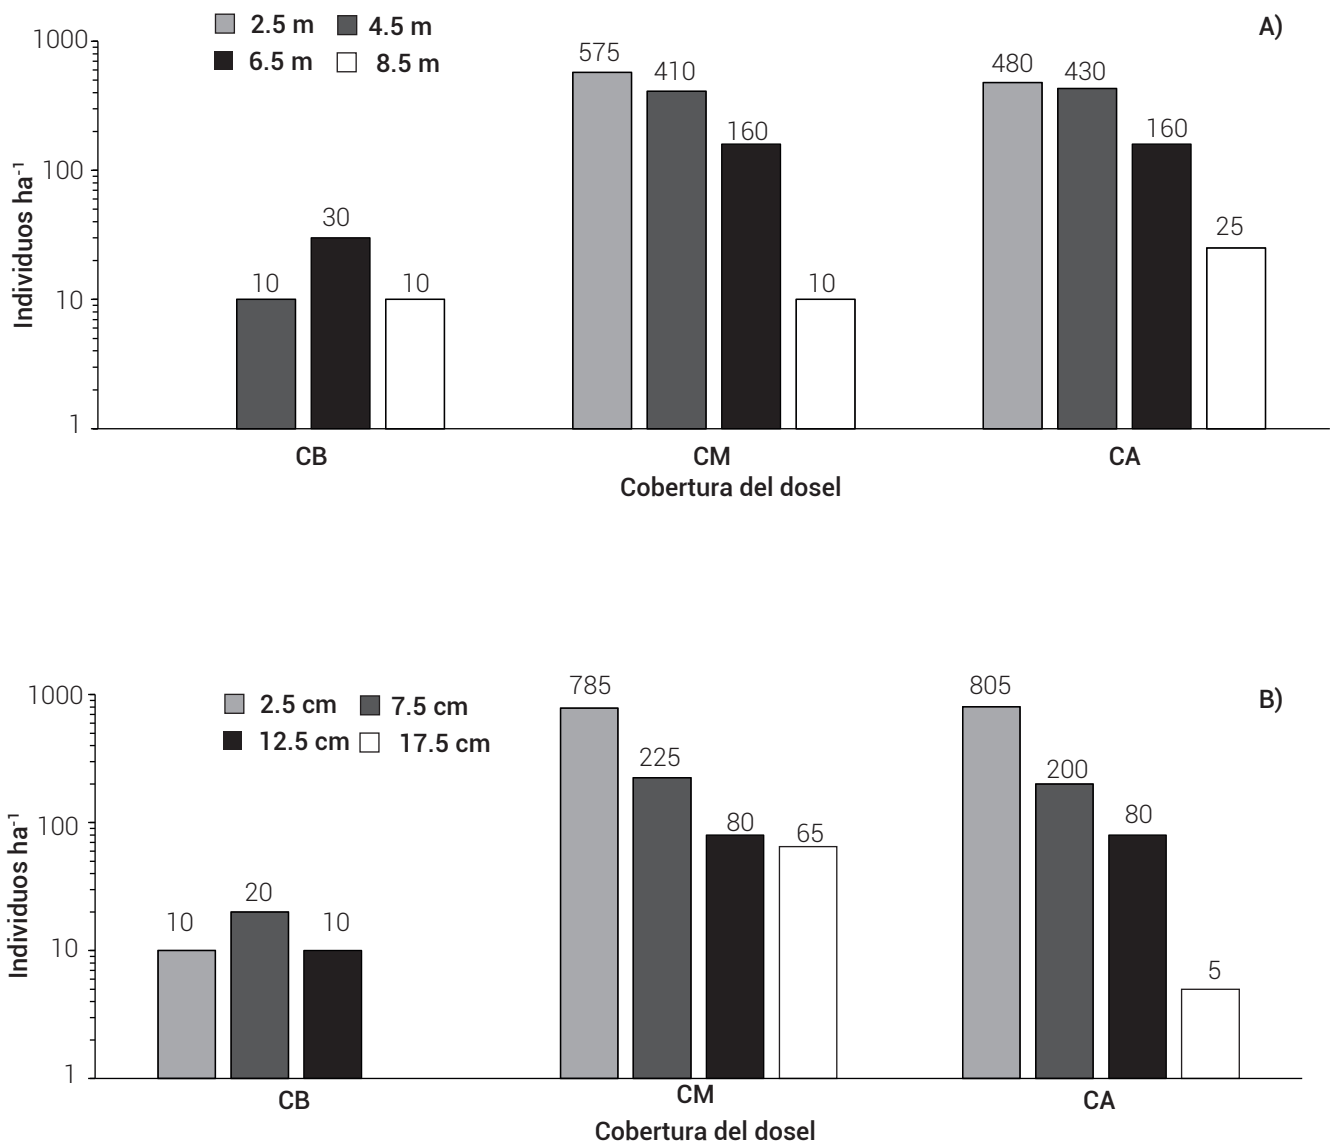 2.5 m 4.5 m
6.5 m 8.5 m
A)
1000
100
10
1
Individuos ha-1
10 30 10
575 410 160 10
480 430 160 25
CB CM CA
Cobertura del dosel
2.5 cm 7.5 cm
12.5 cm 17.5 cm
B)
1000
100
10
1
Individuos ha-1
10 20 10
785 225 80 65
805 200 80 5
CB CM CA
Cobertura del dosel